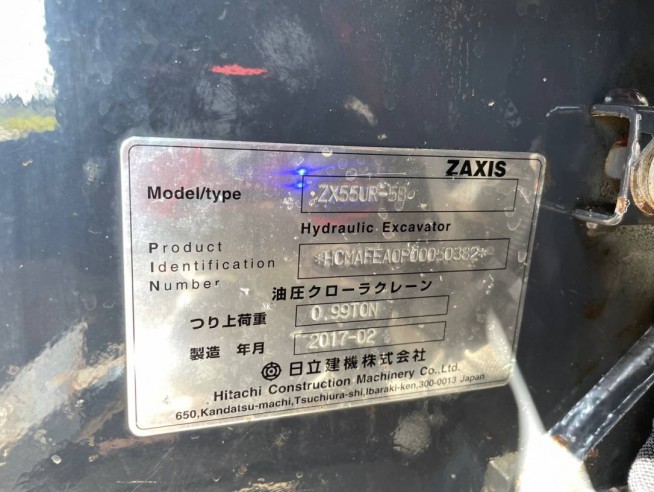 ZAXIS
Model/type ZX55UR-5B
Hydraulic Excavator
Product
Identification *HCMAFEA0P00050382*
Number
油圧クローラクレーン
つり上荷重 0.99TON
製造 年月 2017-02
日立建機株式会社
Hitachi Construction Machinery Co.,Ltd.
650,Kandatsu-machi,Tsuchiura-shi,Ibaraki-ken,300-0013 Japan